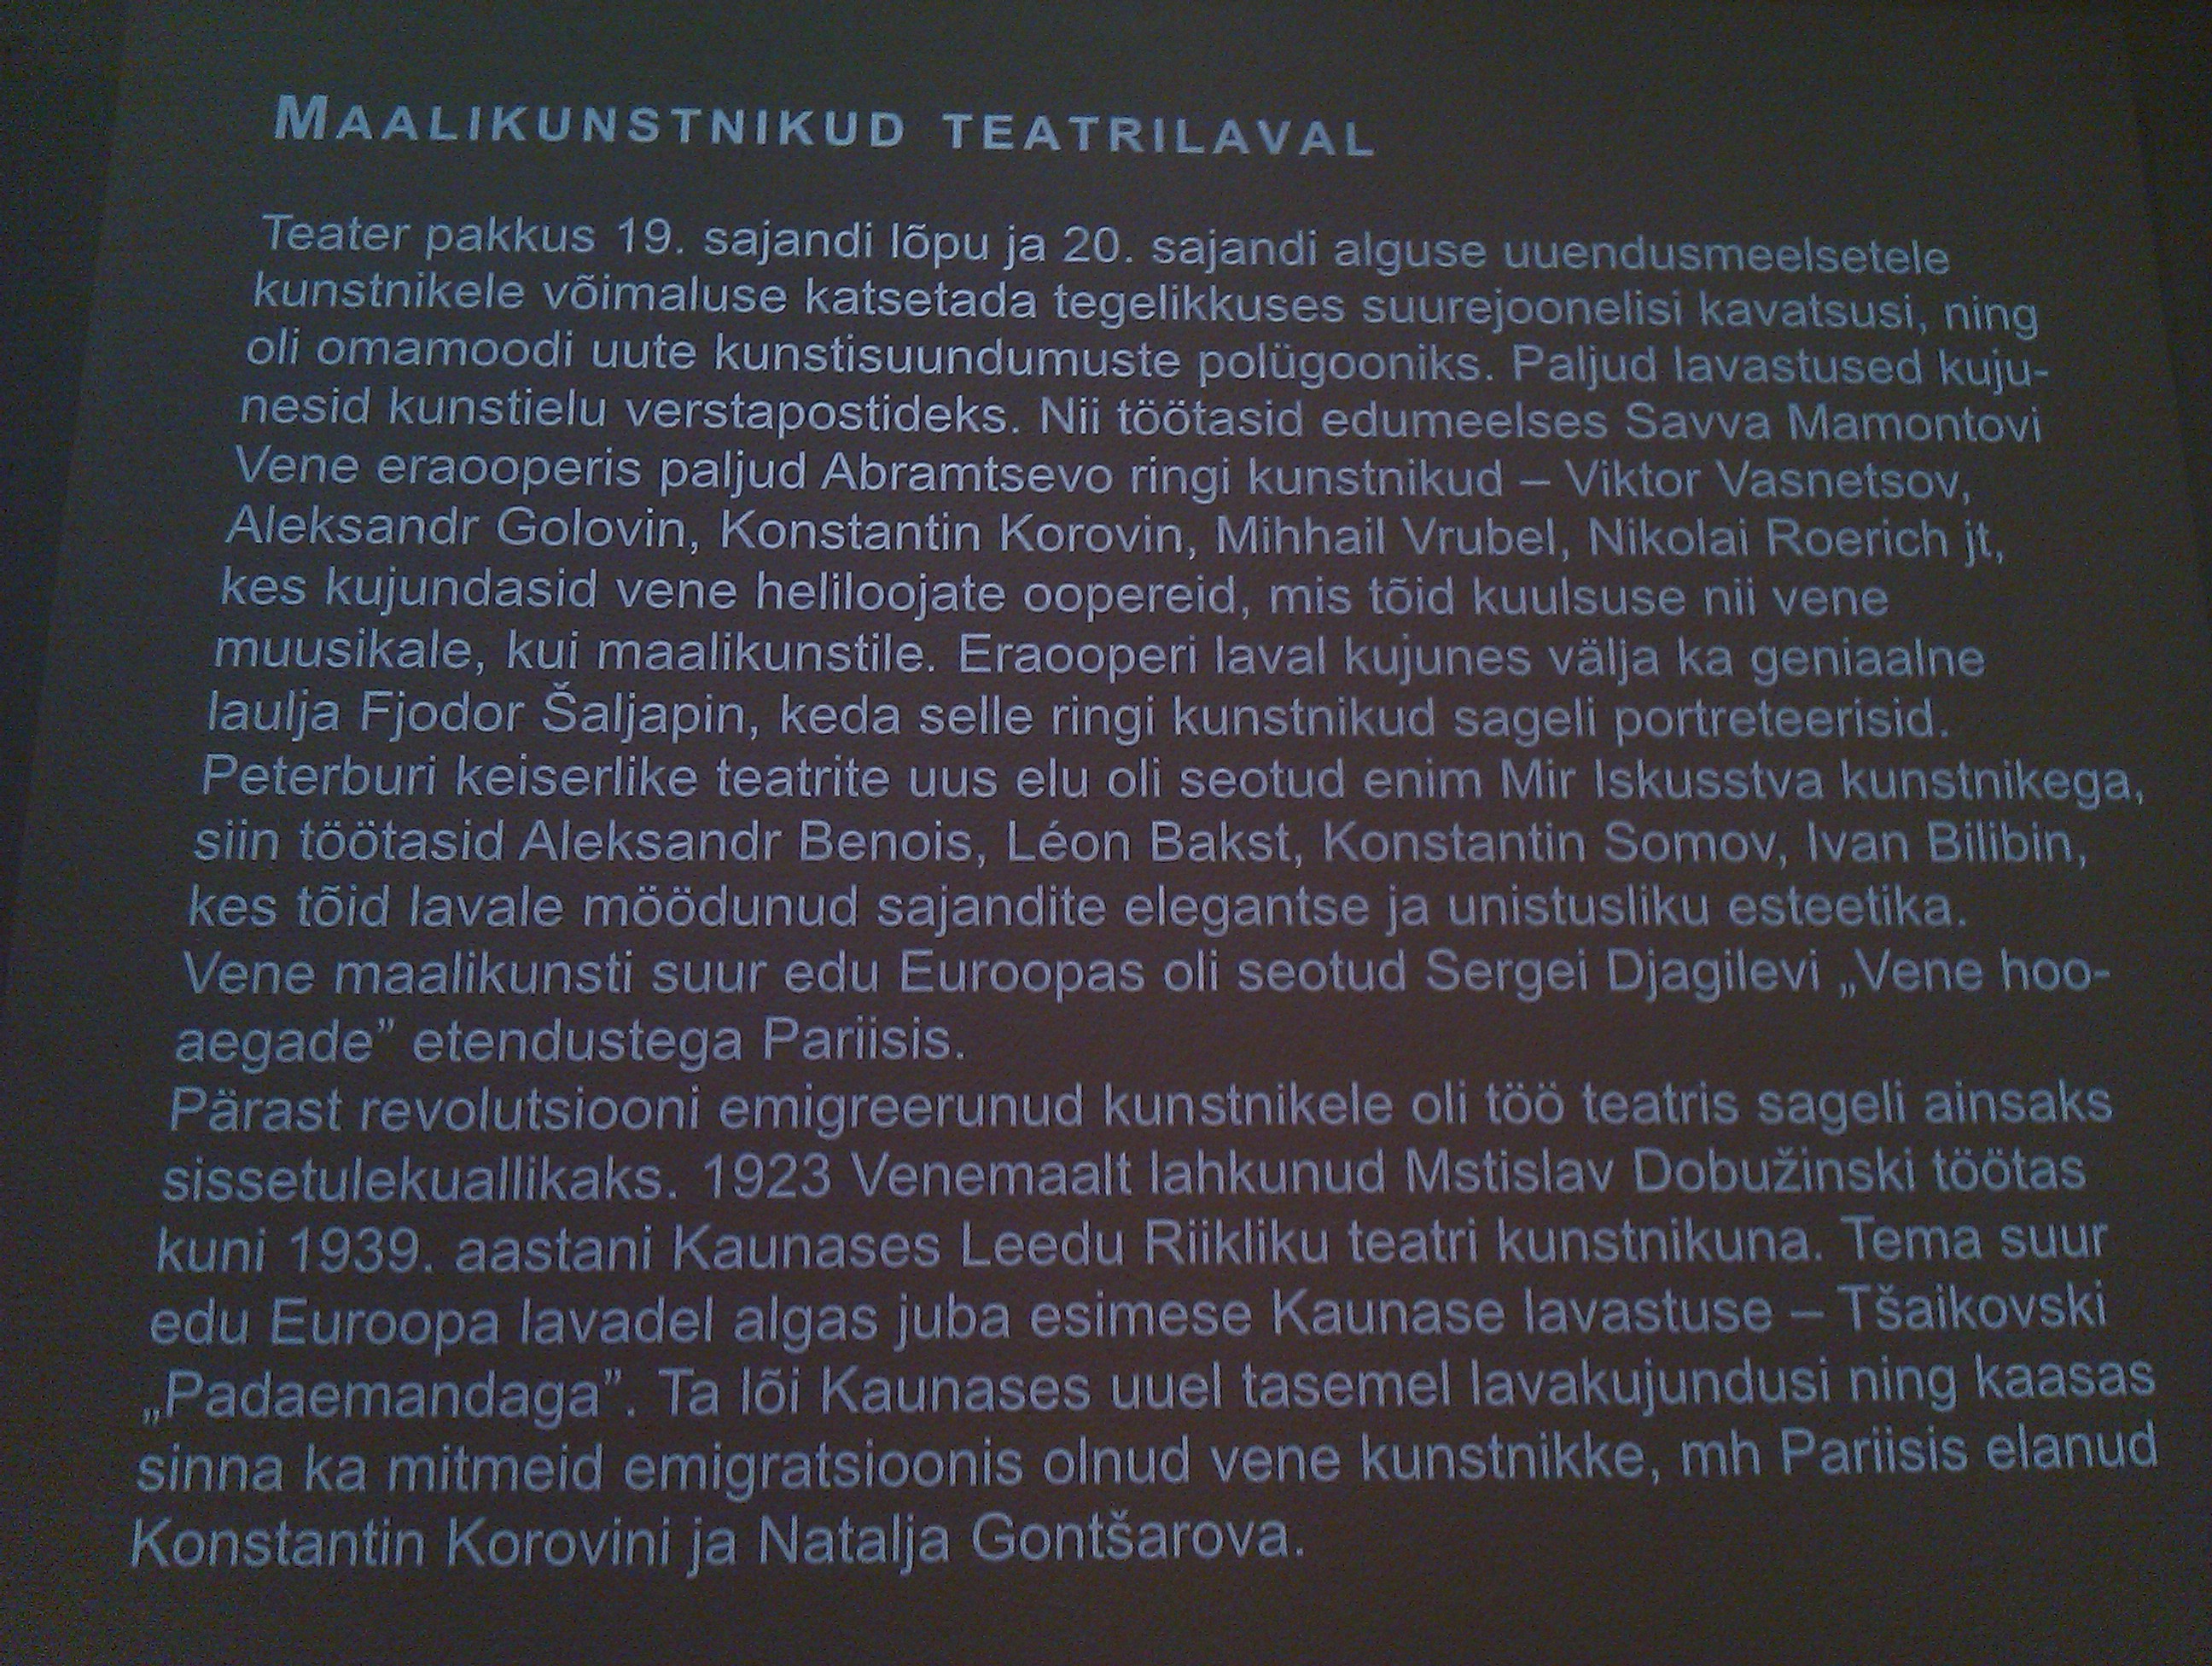 MAALIKUNSTNIKUD TEATRILAVAL
Teater pakkus 19. sajandi lõpu ja 20. sajandi alguse uuendusmeelsetele
kunstnikele võimaluse katsetada tegelikkuses suurejoonelisi kavatsusi, ning
oli omamoodi uute kunstisuundumuste polügooniks. Paljud lavastused kuju-
nesid kunstielu verstapostideks. Nii töötasid edumeelses Savva Mamontovi
Vene eraooperis paljud Abramtsevo ringi kunstnikud – Viktor Vasnetsov,
Aleksandr Golovin, Konstantin Korovin, Mihhail Vrubel, Nikolai Roerich jt,
kes kujundasid vene heliloojate oopereid, mis tõid kuulsuse nii vene
muusikale, kui maalikunstile. Eraooperi laval kujunes välja ka geniaalne
laulja Fjodor Šaljapin, keda selle ringi kunstnikud sageli portreteerisid.
Peterburi keiserlike teatrite uus elu oli seotud enim Mir Iskusstva kunstnikega,
siin töötasid Aleksandr Benois, Léon Bakst, Konstantin Somov, Ivan Bilibin,
kes tõid lavale möödunud sajandite elegantse ja unistusliku esteetika.
Vene maalikunsti suur edu Euroopas oli seotud Sergei Djagilevi „Vene hoo-
aegade” etendustega Pariisis.
Pärast revolutsiooni emigreerunud kunstnikele oli töö teatris sageli ainsaks
sissetulekuallikaks. 1923 Venemaalt lahkunud Mstislav Dobužinski töötas
kuni 1939. aastani Kaunases Leedu Riikliku teatri kunstnikuna. Tema suur
edu Euroopa lavadel algas juba esimese Kaunase lavastuse – Tšaikovski
„Padaemandaga”. Ta lõi Kaunases uuel tasemel lavakujundusi ning kaasas
sinna ka mitmeid emigratsioonis olnud vene kunstnikke, mh Pariisis elanud
Konstantin Korovini ja Natalja Gontšarova.